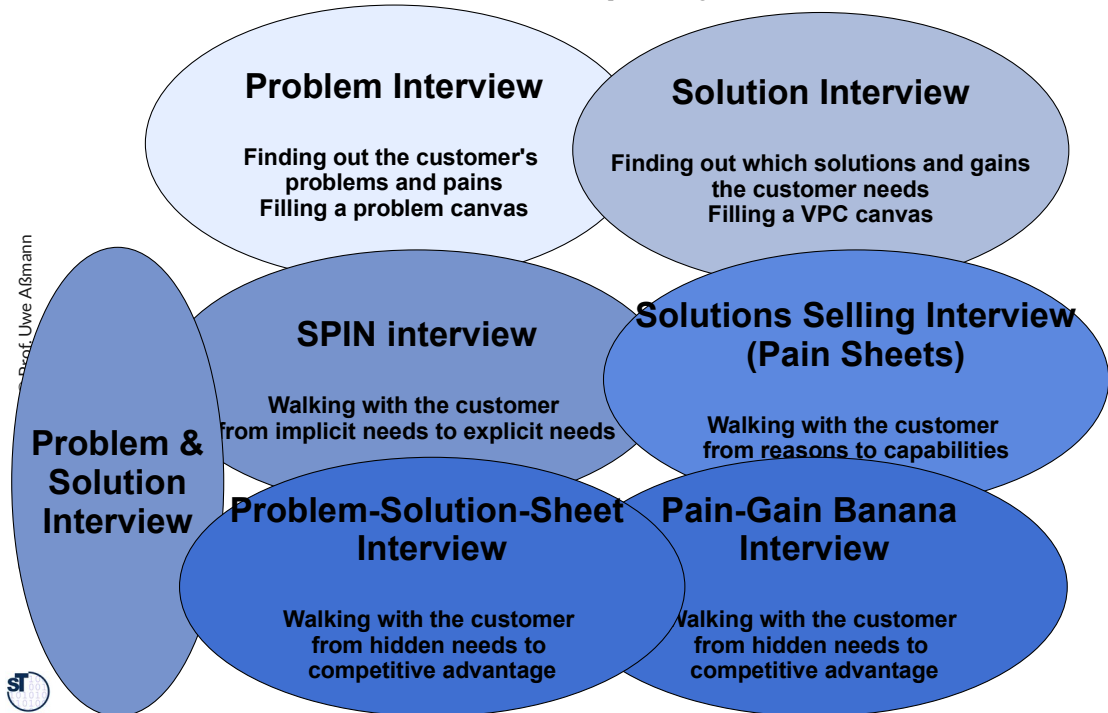 Problem Interview
Finding out the customer's
problems and pains
Filling a problem canvas
Solution Interview
Finding out which solutions and gains
the customer needs
Filling a VPC canvas
Prof. Uwe Aßmann
SPIN interview
Walking with the customer
from implicit needs to explicit needs
Solutions Selling Interview
(Pain Sheets)
Walking with the customer
from reasons to capabilities
Problem &
Solution
Interview
Problem-Solution-Sheet
Interview
Walking with the customer
from hidden needs to
competitive advantage
Pain-Gain Banana
Interview
Walking with the customer
from hidden needs to
competitive advantage
ST